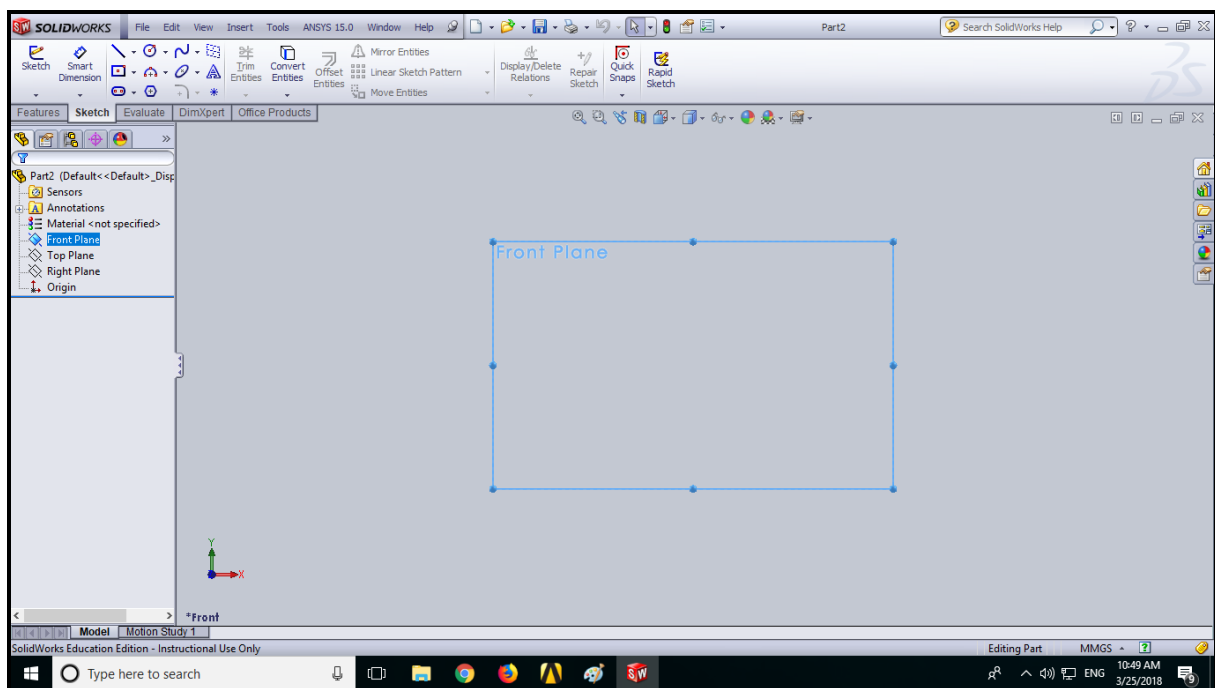 SW SOLIDWORKS File Edit View Insert Tools ANSYS 15.0 Window Help Part2 Search SolidWorks Help
Sketch Smart Dimension Trim Entities Convert Entities Offset Entities Mirror Entities Linear Sketch Pattern Move Entities Display/Delete Relations Repair Sketch Quick Snaps Rapid Sketch
Features Sketch Evaluate DimXpert Office Products
Part2 (Default<<Default>_Disp
Sensors
Annotations
Material <not specified>
Front Plane
Top Plane
Right Plane
Origin
Front Plane
Y
X
*Front
Model Motion Study 1
SolidWorks Education Edition - Instructional Use Only Editing Part MMGS
Type here to search ENG 10:49 AM
3/25/2018